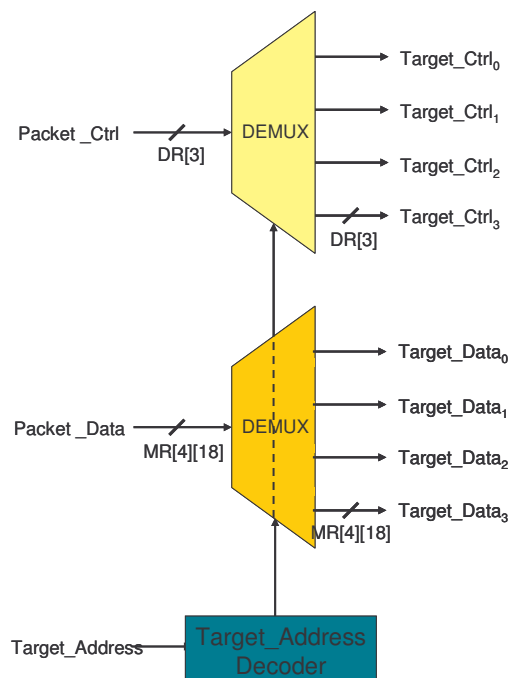 Target_Ctrl₀
Target_Ctrl₁
Packet _Ctrl
DEMUX
DR[3]
Target_Ctrl₂
Target_Ctrl₃
DR[3]
Target_Data₀
Target_Data₁
Packet _Data
DEMUX
MR[4][18]
Target_Data₂
Target_Data₃
MR[4][18]
Target_Address
Target_Address
Decoder